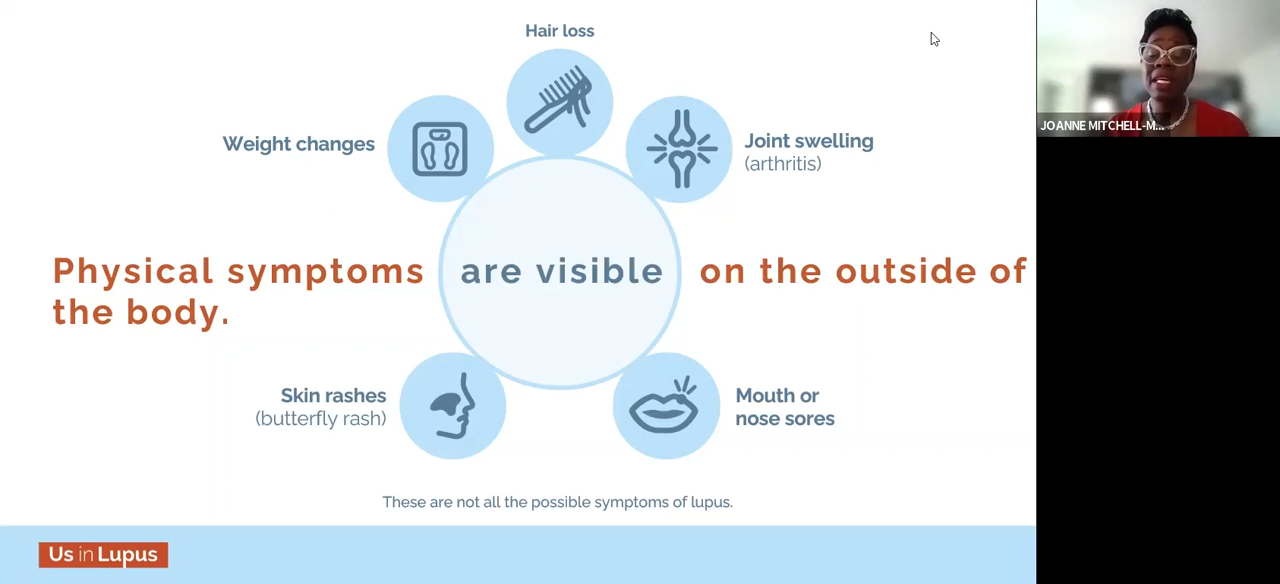 Hair loss
Weight changes
Joint swelling
(arthritis)
JOANNE MITCHELL-M...
Physical symptoms are visible on the outside of
the body.
Skin rashes
(butterfly rash)
Mouth or
nose sores
These are not all the possible symptoms of lupus.
Us in Lupus